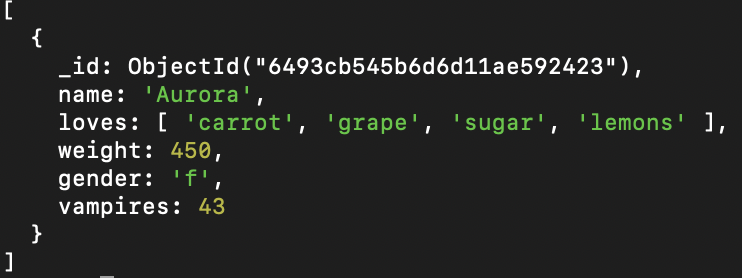 [
  {
    _id: ObjectId("6493cb545b6d6d11ae592423"),
    name: 'Aurora',
    loves: [ 'carrot', 'grape', 'sugar', 'lemons' ],
    weight: 450,
    gender: 'f',
    vampires: 43
  }
]